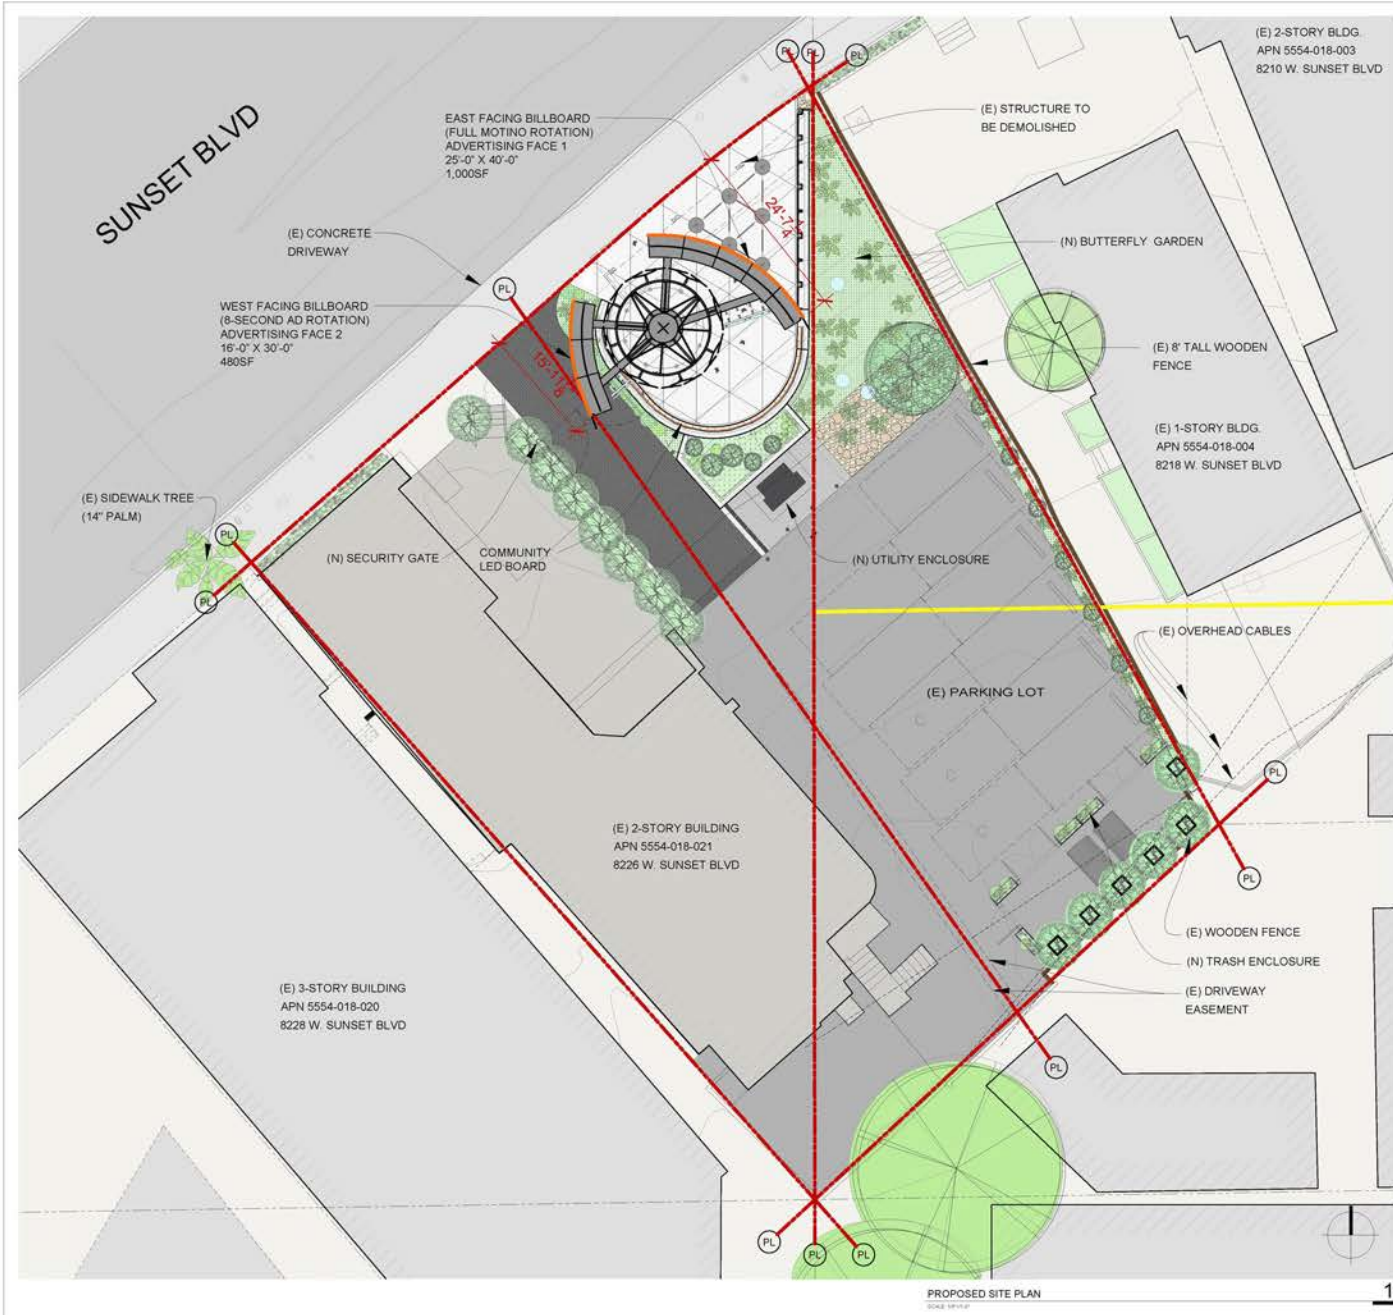 (E) 2-STORY BLDG.
APN 5554-018-003
8210 W. SUNSET BLVD
PL
PL
PL
SUNSET BLVD
EAST FACING BILLBOARD
(FULL MOTINO ROTATION)
ADVERTISING FACE 1
25'-0" X 40'-0"
1,000SF
(E) STRUCTURE TO
BE DEMOLISHED
(E) CONCRETE
DRIVEWAY
(N) BUTTERFLY GARDEN
PL
WEST FACING BILLBOARD
(8-SECOND AD ROTATION)
ADVERTISING FACE 2
16'-0" X 30'-0"
480SF
(E) 8' TALL WOODEN
FENCE
(E) 1-STORY BLDG.
APN 5554-018-004
8218 W. SUNSET BLVD
(E) SIDEWALK TREE
(14" PALM)
PL
(N) SECURITY GATE
COMMUNITY
LED BOARD
(N) UTILITY ENCLOSURE
PL
(E) OVERHEAD CABLES
(E) PARKING LOT
PL
(E) 2-STORY BUILDING
APN 5554-018-021
8226 W. SUNSET BLVD
PL
(E) WOODEN FENCE
(N) TRASH ENCLOSURE
(E) DRIVEWAY
EASEMENT
(E) 3-STORY BUILDING
APN 5554-018-020
8228 W. SUNSET BLVD
PL
PL
PL
PL
PROPOSED SITE PLAN
1